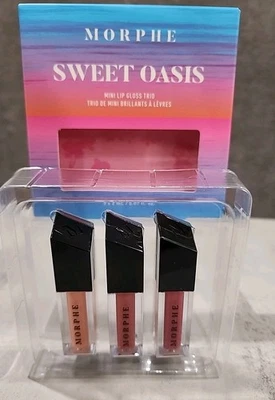 MORPHE
SWEET OASIS
MINI LIP GLOSS TRIO
TRIO DE MINI BRILLANTS À LÈVRES
MORPHE
MORPHE
MORPHE